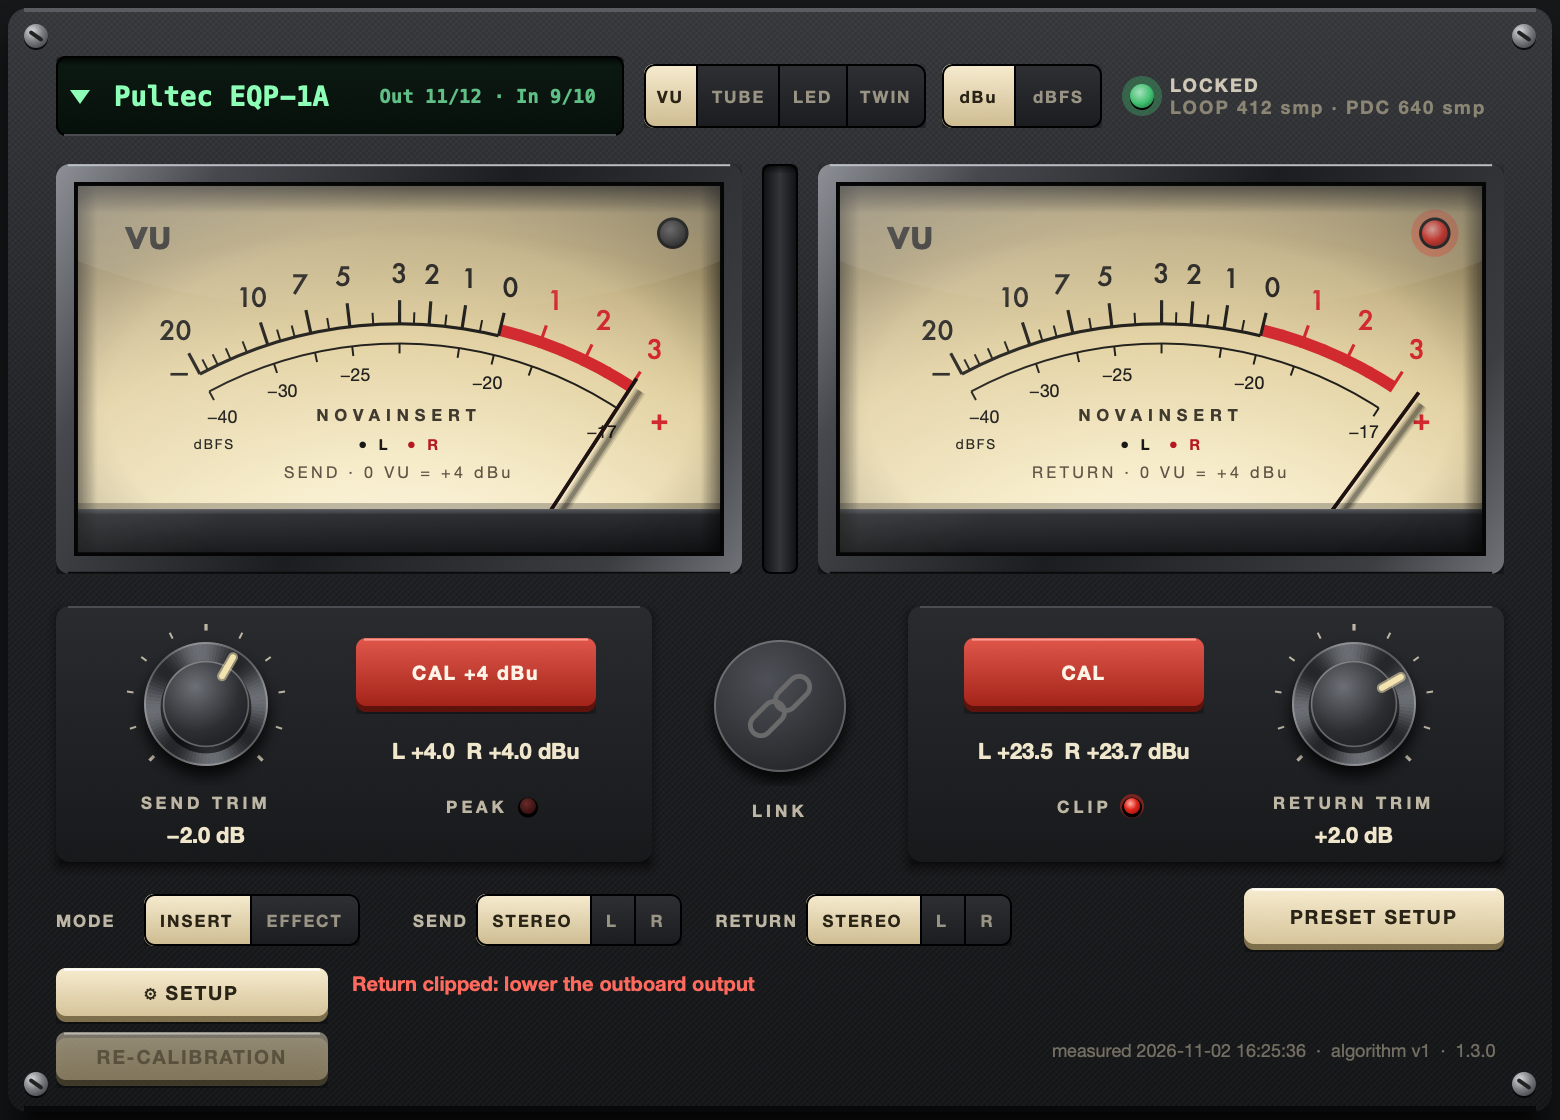 Pultec EQP-1A Out 11/12 · In 9/10
VU TUBE LED TWIN
dBu dBFS
LOCKED
LOOP 412 smp · PDC 640 smp
VU
20 10 7 5 3 2 1 0 1 2 3
− +
−40 −30 −25 −20 −17
dBFS
NOVAINSERT
• L • R
SEND · 0 VU = +4 dBu
VU
20 10 7 5 3 2 1 0 1 2 3
− +
−40 −30 −25 −20 −17
dBFS
NOVAINSERT
• L • R
RETURN · 0 VU = +4 dBu
SEND TRIM
−2.0 dB
CAL +4 dBu
L +4.0 R +4.0 dBu
PEAK
LINK
CAL
L +23.5 R +23.7 dBu
CLIP
RETURN TRIM
+2.0 dB
MODE INSERT EFFECT
SEND STEREO L R
RETURN STEREO L R
PRESET SETUP
⚙ SETUP
Return clipped: lower the outboard output
RE-CALIBRATION
measured 2026-11-02 16:25:36 · algorithm v1 · 1.3.0